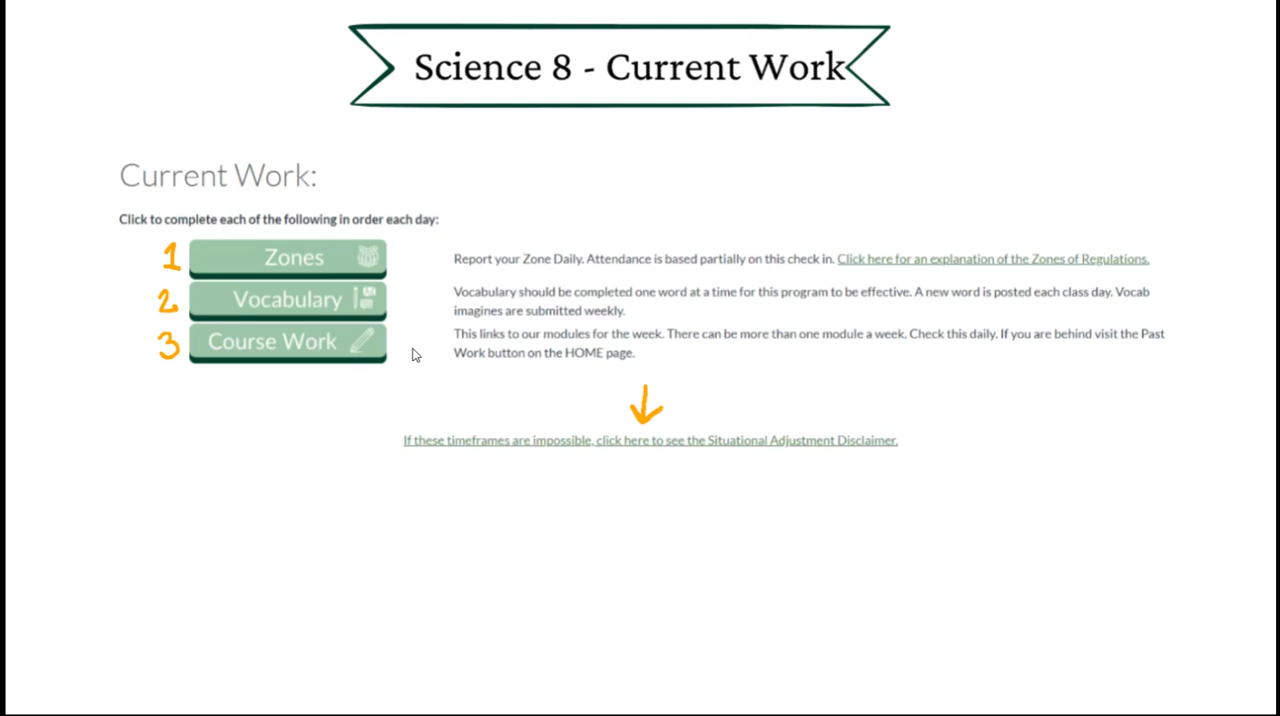 Science 8 - Current Work
Current Work:
Click to complete each of the following in order each day:
1 Zones
Report your Zone Daily. Attendance is based partially on this check in. Click here for an explanation of the Zones of Regulations.
2 Vocabulary
Vocabulary should be completed one word at a time for this program to be effective. A new word is posted each class day. Vocab
imagines are submitted weekly.
3 Course Work
This links to our modules for the week. There can be more than one module a week. Check this daily. If you are behind visit the Past
Work button on the HOME page.
If these timeframes are impossible, click here to see the Situational Adjustment Disclaimer.